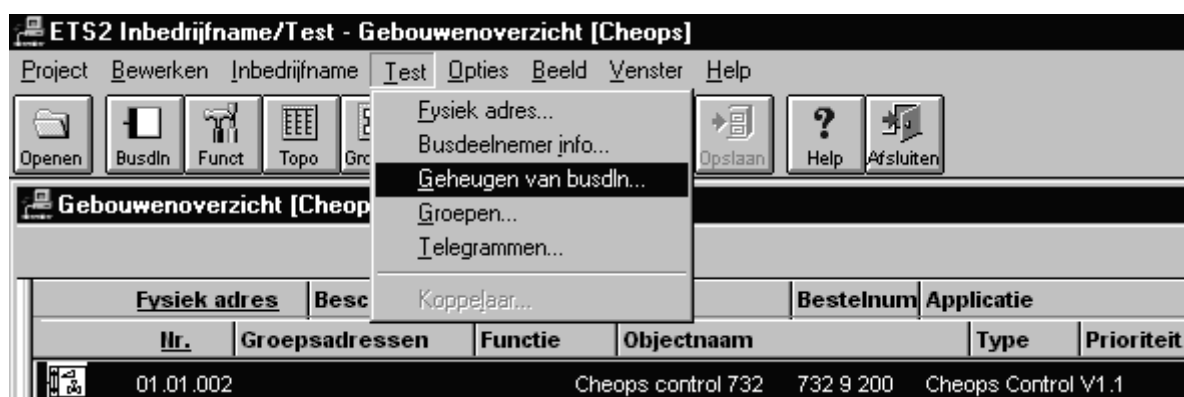 ETS2 Inbedrijfname/Test - Gebouwenoverzicht [Cheops]
Project Bewerken Inbedrijfname Test Opties Beeld Venster Help
Openen Busdln Funct Topo Opslaan Help Afsluiten
Fysiek adres...
Busdeelnemer info...
Geheugen van busdln...
Groepen...
Telegrammen...
Koppelaar...
Gebouwenoverzicht [Cheop
Fysiek adres Besc Bestelnum Applicatie
Nr. Groepsadressen Functie Objectnaam Type Prioriteit
01.01.002 Cheops control 732 732 9 200 Cheops Control V1.1